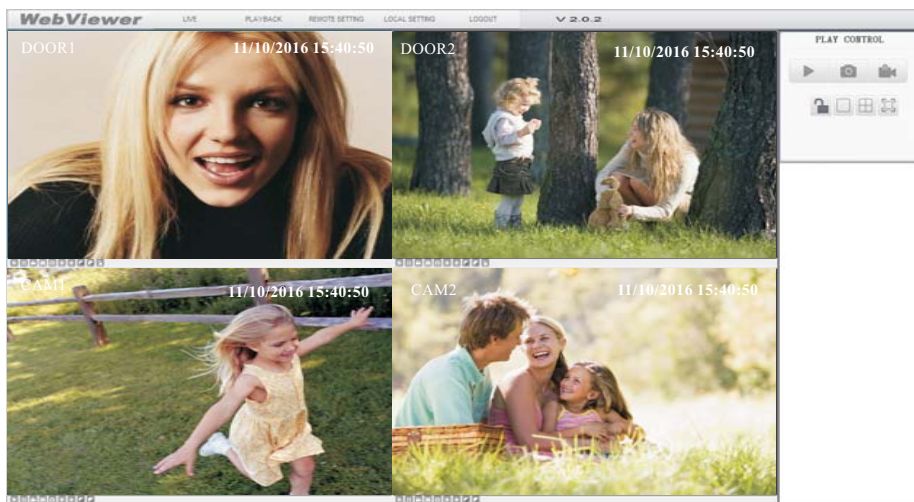 WebViewer LIVE PLAYBACK REMOTE SETTING LOCAL SETTING LOGOUT V 2.0.2
PLAY CONTROL
DOOR1 11/10/2016 15:40:50
DOOR2 11/10/2016 15:40:50
CAM1 11/10/2016 15:40:50
CAM2 11/10/2016 15:40:50